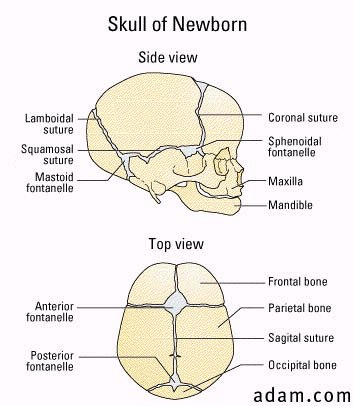 Skull of Newborn
Side view
Lamboidal
suture
Squamosal
suture
Mastoid
fontanelle
Coronal suture
Sphenoidal
fontanelle
Maxilla
Mandible
Top view
Anterior
fontanelle
Posterior
fontanelle
Frontal bone
Parietal bone
Sagital suture
Occipital bone
adam.com